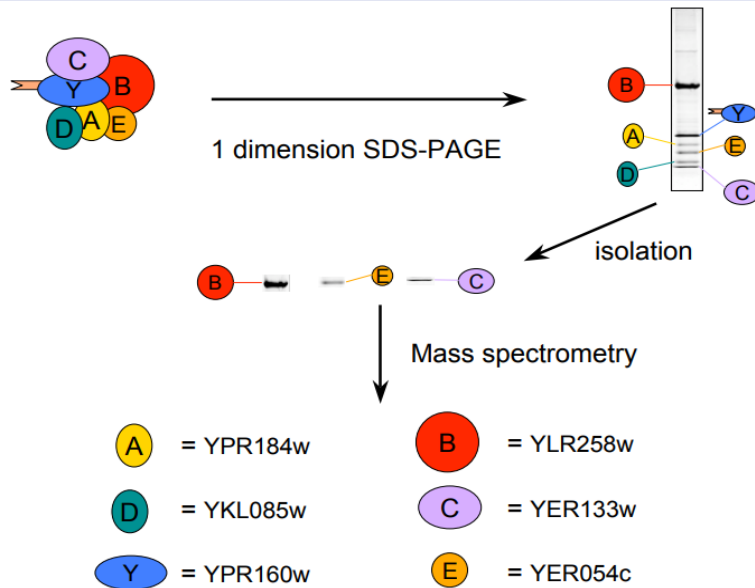 C
Y B
D A E
1 dimension SDS-PAGE
B
Y
A E
D
C
isolation
B E C
Mass spectrometry
A = YPR184w B = YLR258w
D = YKL085w C = YER133w
Y = YPR160w E = YER054c